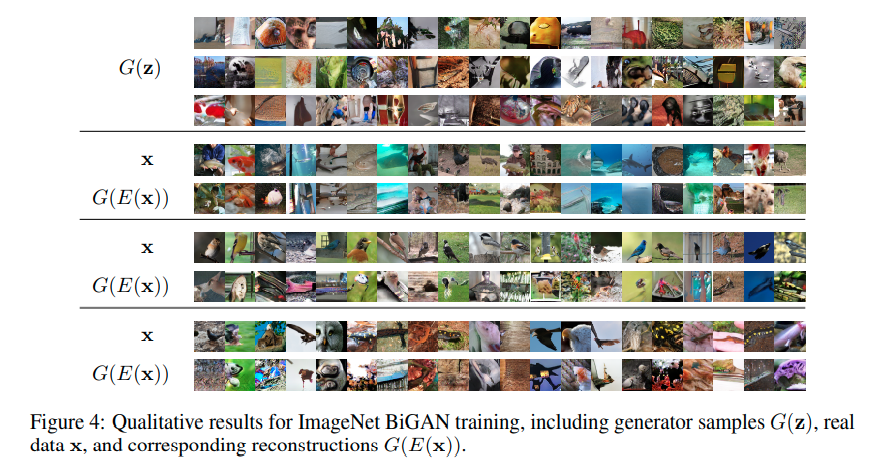 G(z)
x
G(E(x))
x
G(E(x))
x
G(E(x))
Figure 4: Qualitative results for ImageNet BiGAN training, including generator samples G(z), real
data x, and corresponding reconstructions G(E(x)).